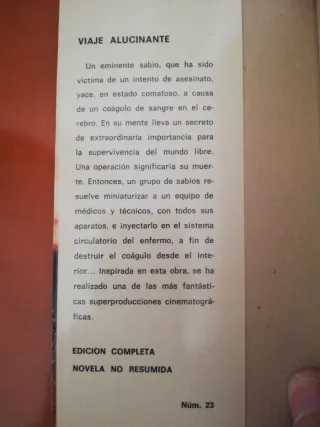 VIAJE ALUCINANTE
Un eminente sabio, que ha sido
víctima de un intento de asesinato,
yace, en estado comatoso, a causa
de un coágulo de sangre en el ce-
rebro. En su mente lleva un secreto
de extraordinaria importancia para
la supervivencia del mundo libre.
Una operación significaría su muer-
te. Entonces, un grupo de sabios re-
suelve miniaturizar a un equipo de
médicos y técnicos, con todos sus
aparatos, e inyectarlo en el sistema
circulatorio del enfermo, a fin de
destruir el coágulo desde el inte-
rior... Inspirada en esta obra, se ha
realizado una de las más fantásti-
cas superproducciones cinematográ-
ficas.
EDICION COMPLETA
NOVELA NO RESUMIDA
Núm. 23